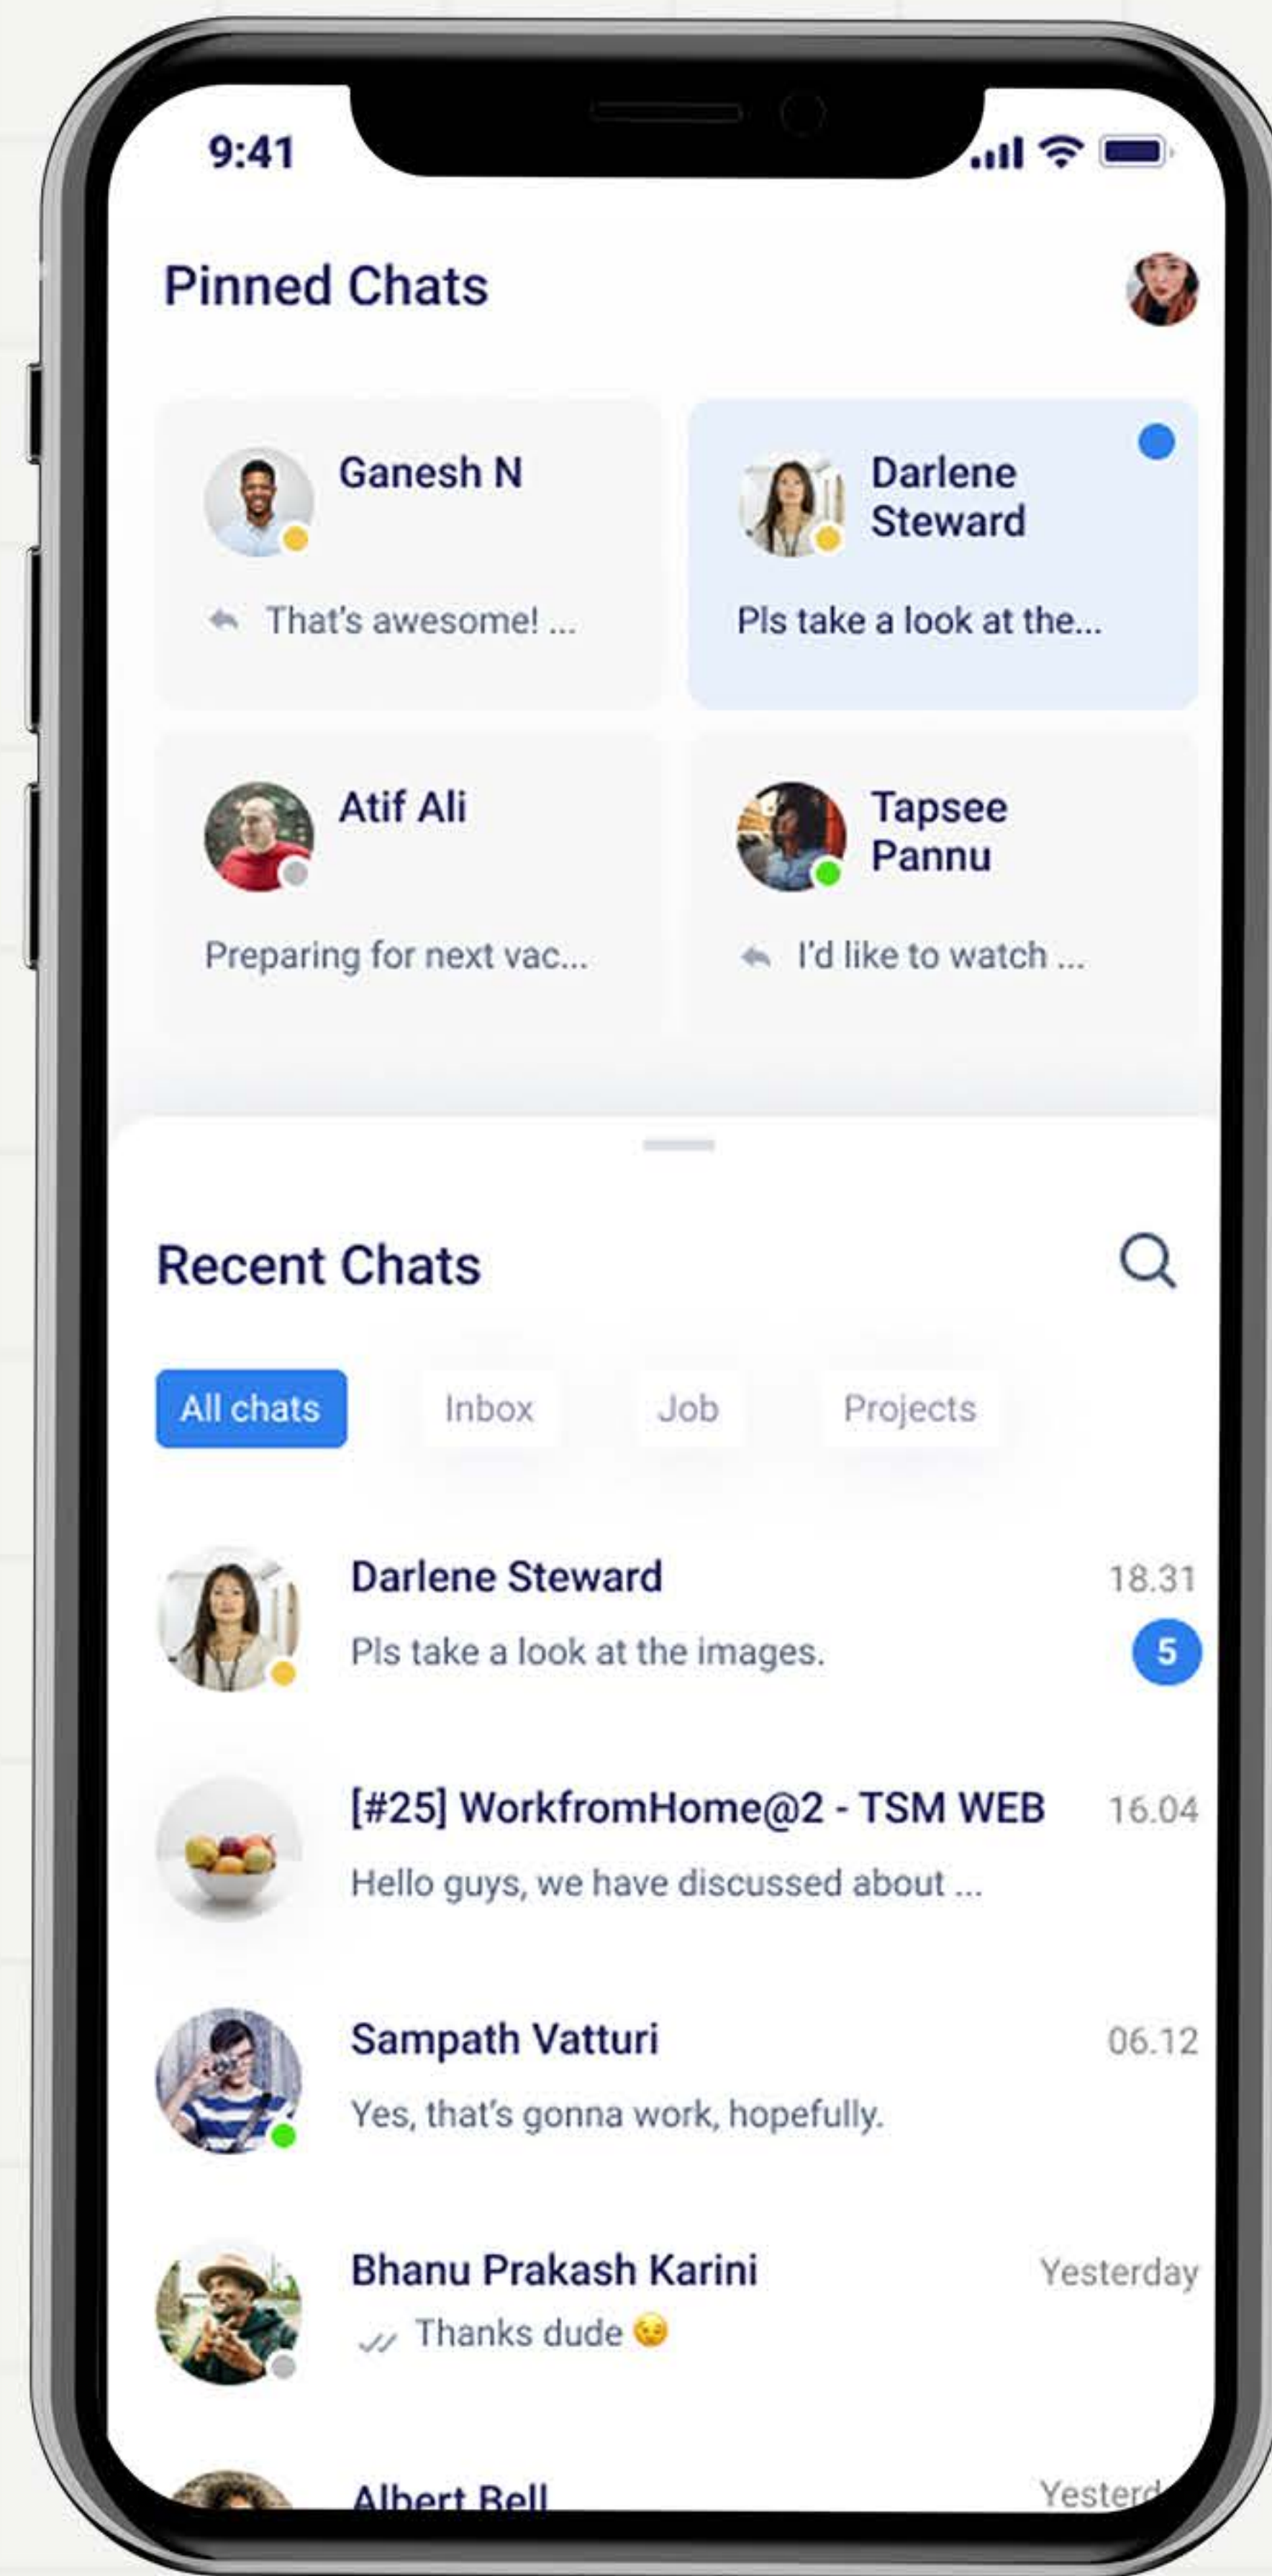 9:41
Pinned Chats
Ganesh N
That's awesome! ...
Darlene
Steward
Pls take a look at the...
Atif Ali
Preparing for next vac...
Tapsee
Pannu
I'd like to watch ...
Recent Chats
All chats
Inbox
Job
Projects
Darlene Steward
18.31
Pls take a look at the images.
5
[#25] WorkfromHome@2 - TSM WEB
16.04
Hello guys, we have discussed about ...
Sampath Vatturi
06.12
Yes, that's gonna work, hopefully.
Bhanu Prakash Karini
Yesterday
Thanks dude 😉
Albert Bell
Yesterd